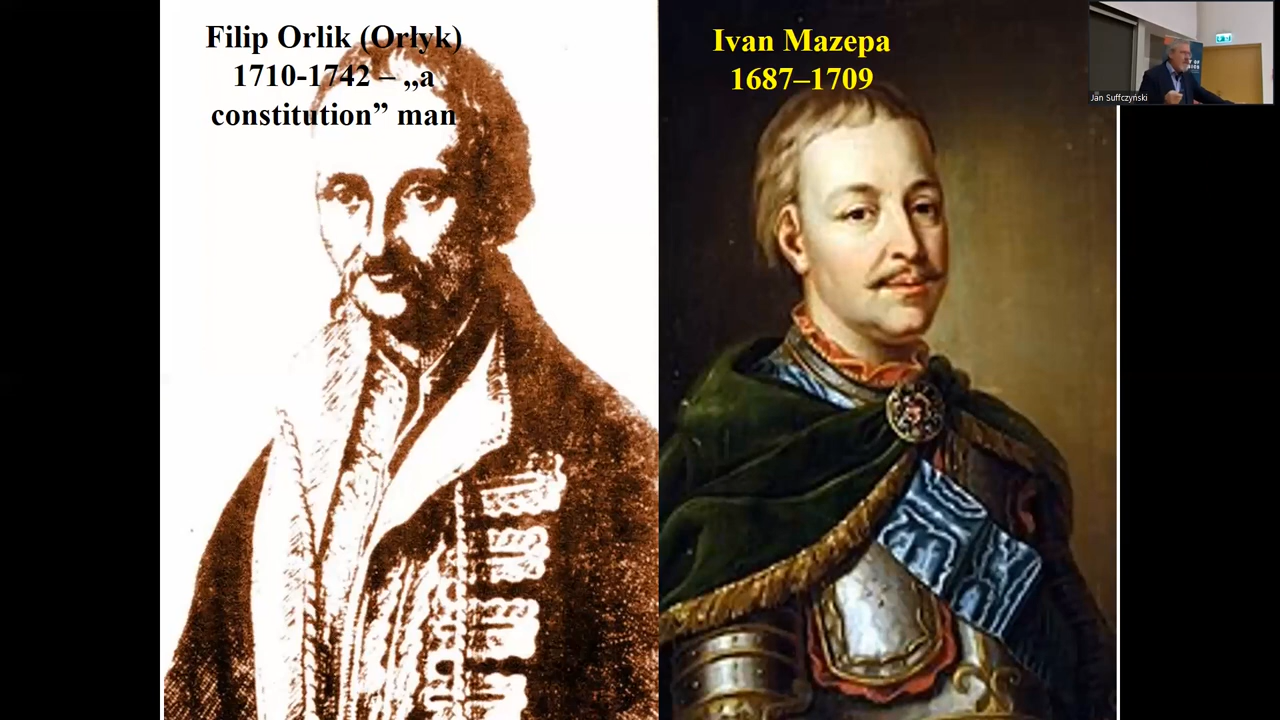 Filip Orlik (Orłyk)
1710-1742 – „a
constitution” man
Ivan Mazepa
1687–1709
Jan Suffczyński